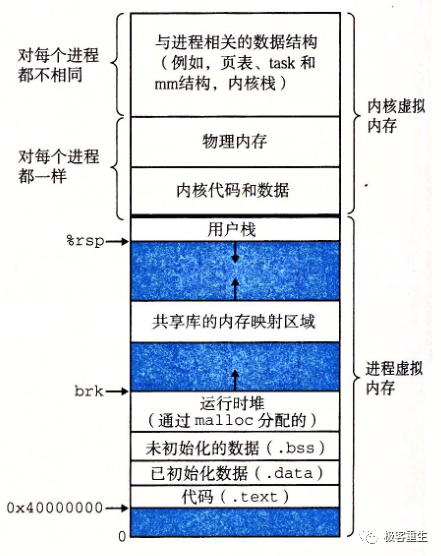 对每个进程
都不相同
与进程相关的数据结构
(例如，页表、task 和
mm结构，内核栈)
内核虚拟
内存
对每个进程
都一样
物理内存
内核代码和数据
%rsp
用户栈
共享库的内存映射区域
进程虚拟
内存
brk
运行时堆
(通过 malloc 分配的)
未初始化的数据(.bss)
已初始化数据(.data)
代码(.text)
0x40000000
0
极客重生